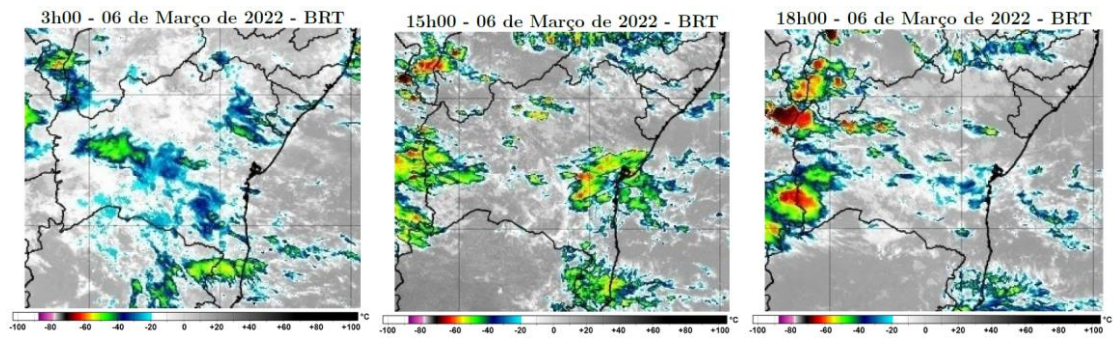 3h00 - 06 de Março de 2022 - BRT
15h00 - 06 de Março de 2022 - BRT
18h00 - 06 de Março de 2022 - BRT
-100 -80 -60 -40 -20 0 +20 +40 +60 +80 +100 °C
-100 -80 -60 -40 -20 0 +20 +40 +60 +80 +100 °C
-100 -80 -60 -40 -20 0 +20 +40 +60 +80 +100 °C